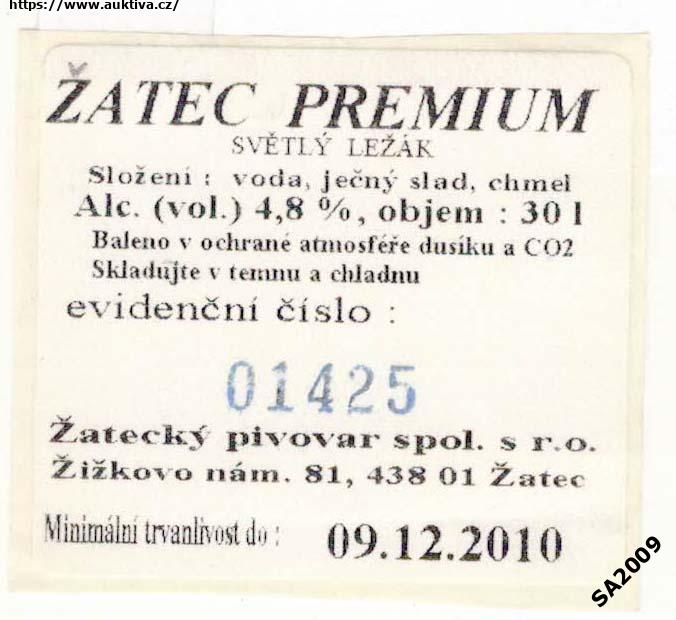 https://www.auktiva.cz/
ŽATEC PREMIUM
SVĚTLÝ LEŽÁK
Složení : voda, ječný slad, chmel
Alc. (vol.) 4,8 %, objem : 30 l
Baleno v ochrané atmosféře dusíku a CO2
Skladujte v temnu a chladnu
evidenční číslo :
01425
Žatecký pivovar spol. s r.o.
Žižkovo nám. 81, 438 01 Žatec
Minimální trvanlivost do : 09.12.2010
SA2009